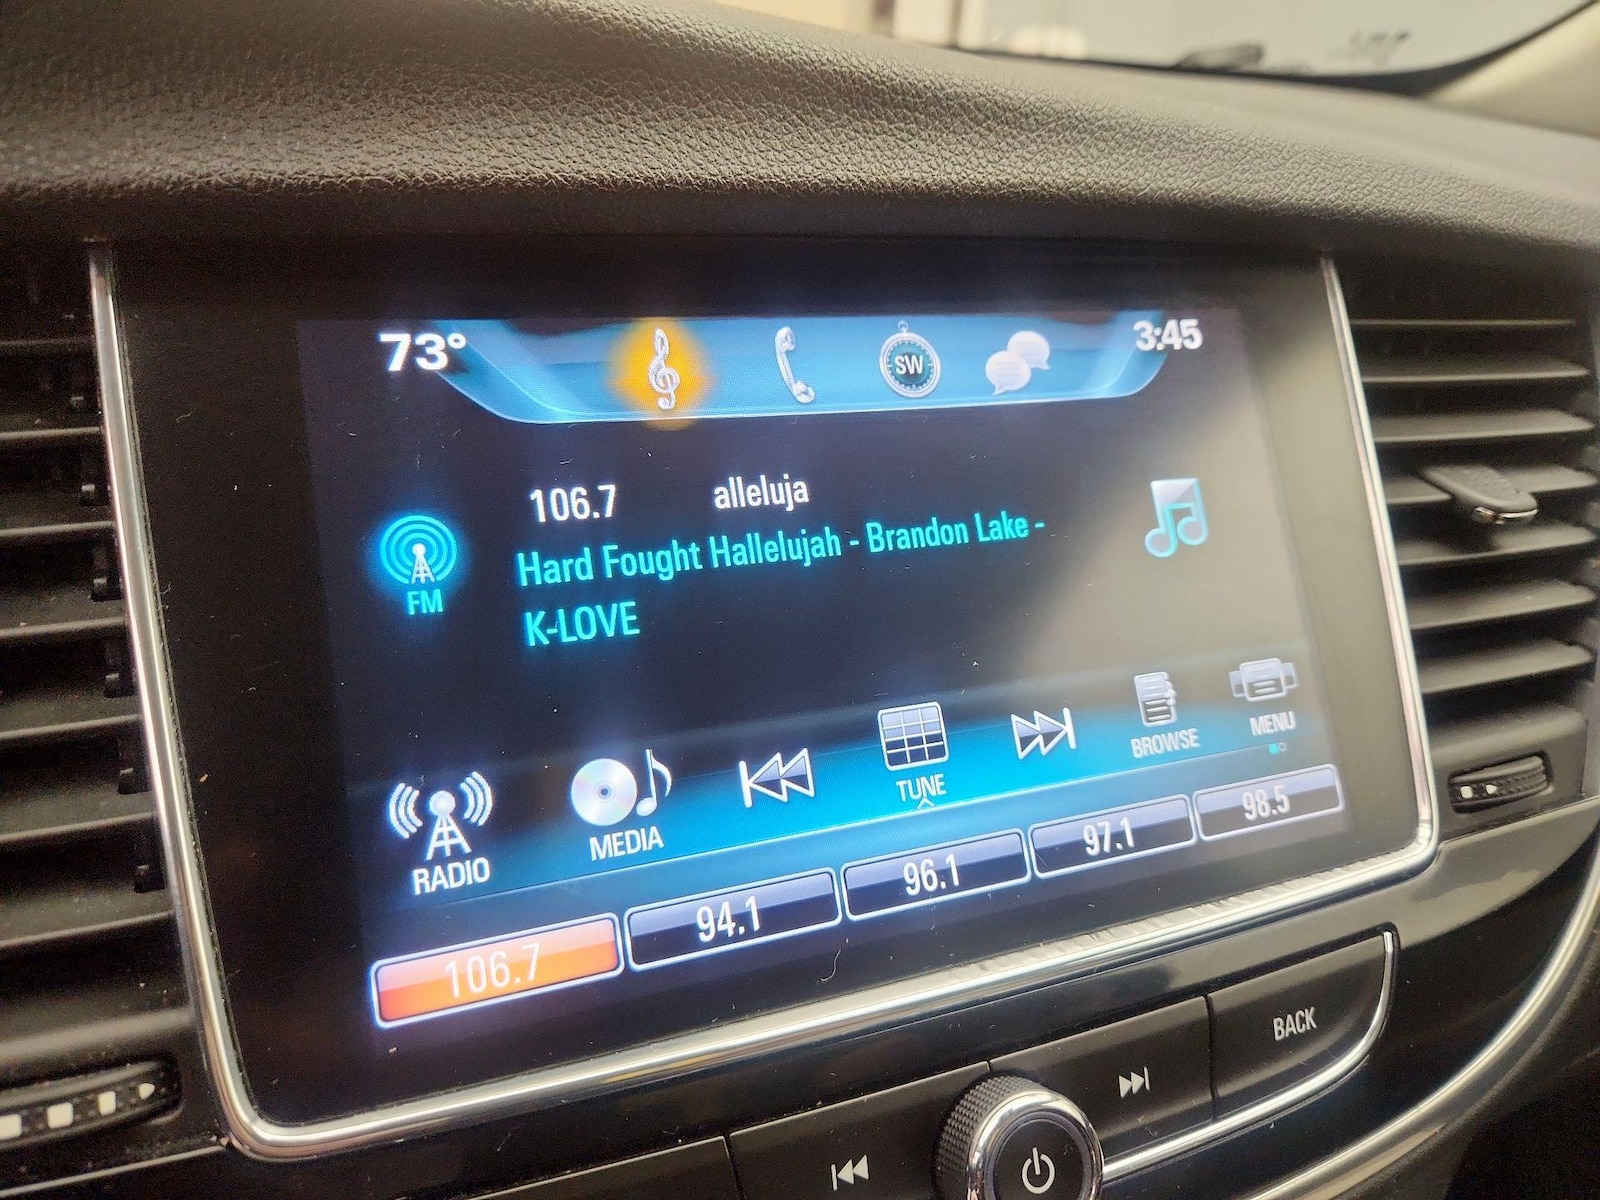 73° SW 3:45
106.7 alleluja
Hard Fought Hallelujah - Brandon Lake -
K-LOVE
FM
RADIO MEDIA TUNE BROWSE MENU
106.7 94.1 96.1 97.1 98.5
BACK